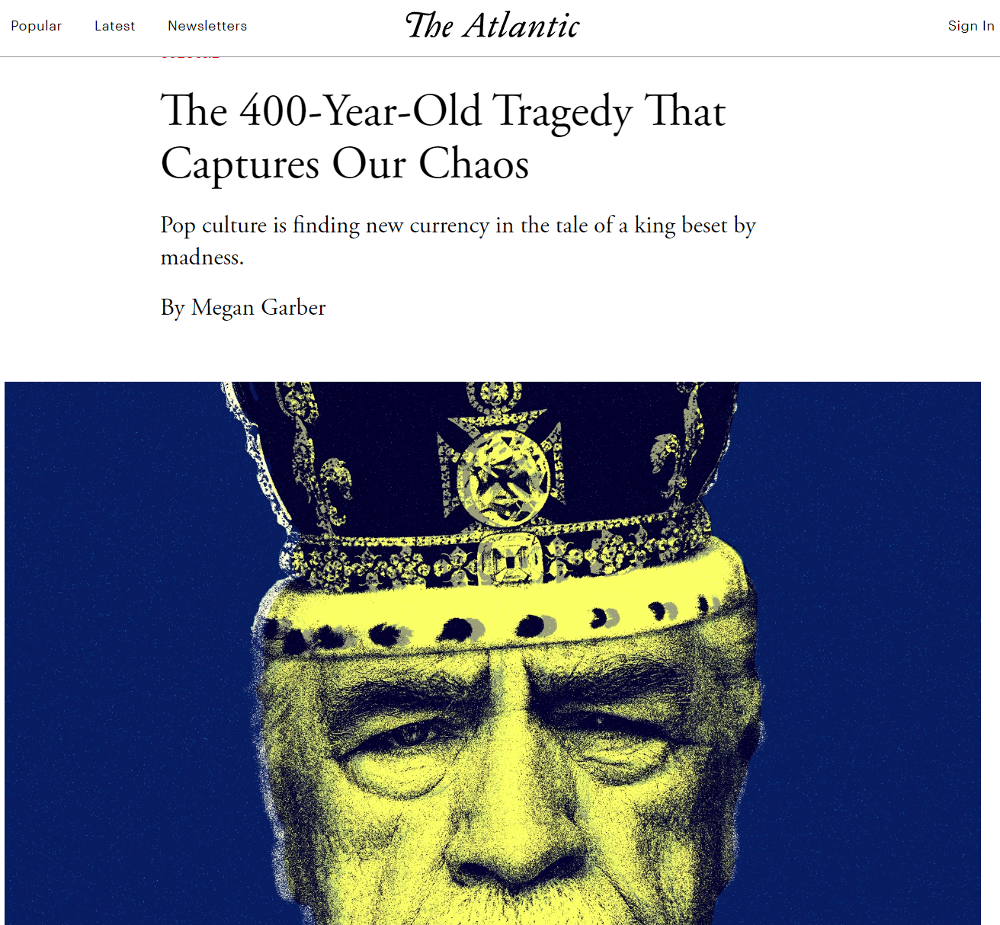 Popular Latest Newsletters The Atlantic Sign In
The 400-Year-Old Tragedy That
Captures Our Chaos
Pop culture is finding new currency in the tale of a king beset by
madness.
By Megan Garber